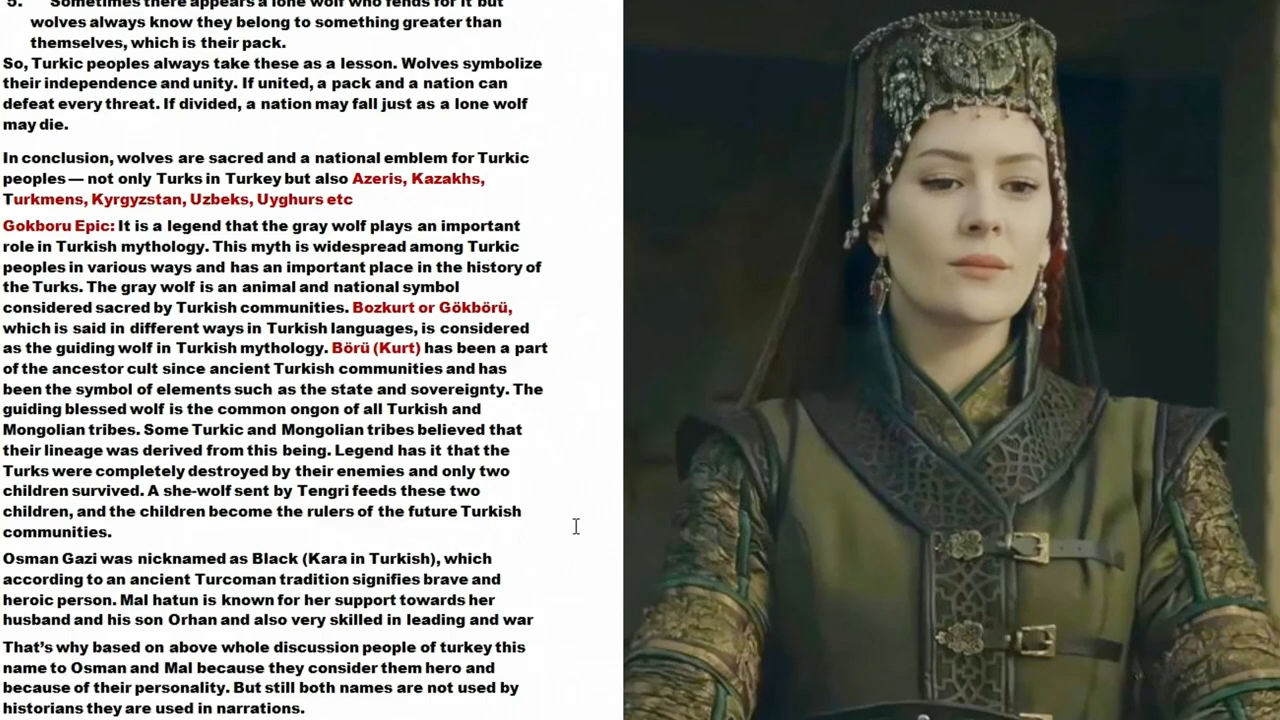 5. Sometimes there appears a lone wolf who fends for it but
wolves always know they belong to something greater than
themselves, which is their pack.
So, Turkic peoples always take these as a lesson. Wolves symbolize
their independence and unity. If united, a pack and a nation can
defeat every threat. If divided, a nation may fall just as a lone wolf
may die.
In conclusion, wolves are sacred and a national emblem for Turkic
peoples — not only Turks in Turkey but also Azeris, Kazakhs,
Turkmens, Kyrgyzstan, Uzbeks, Uyghurs etc
Gokboru Epic: It is a legend that the gray wolf plays an important
role in Turkish mythology. This myth is widespread among Turkic
peoples in various ways and has an important place in the history of
the Turks. The gray wolf is an animal and national symbol
considered sacred by Turkish communities. Bozkurt or Gökbörü,
which is said in different ways in Turkish languages, is considered
as the guiding wolf in Turkish mythology. Börü (Kurt) has been a part
of the ancestor cult since ancient Turkish communities and has
been the symbol of elements such as the state and sovereignty. The
guiding blessed wolf is the common ongon of all Turkish and
Mongolian tribes. Some Turkic and Mongolian tribes believed that
their lineage was derived from this being. Legend has it that the
Turks were completely destroyed by their enemies and only two
children survived. A she-wolf sent by Tengri feeds these two
children, and the children become the rulers of the future Turkish
communities.
Osman Gazi was nicknamed as Black (Kara in Turkish), which
according to an ancient Turcoman tradition signifies brave and
heroic person. Mal hatun is known for her support towards her
husband and his son Orhan and also very skilled in leading and war
That’s why based on above whole discussion people of turkey this
name to Osman and Mal because they consider them hero and
because of their personality. But still both names are not used by
historians they are used in narrations.